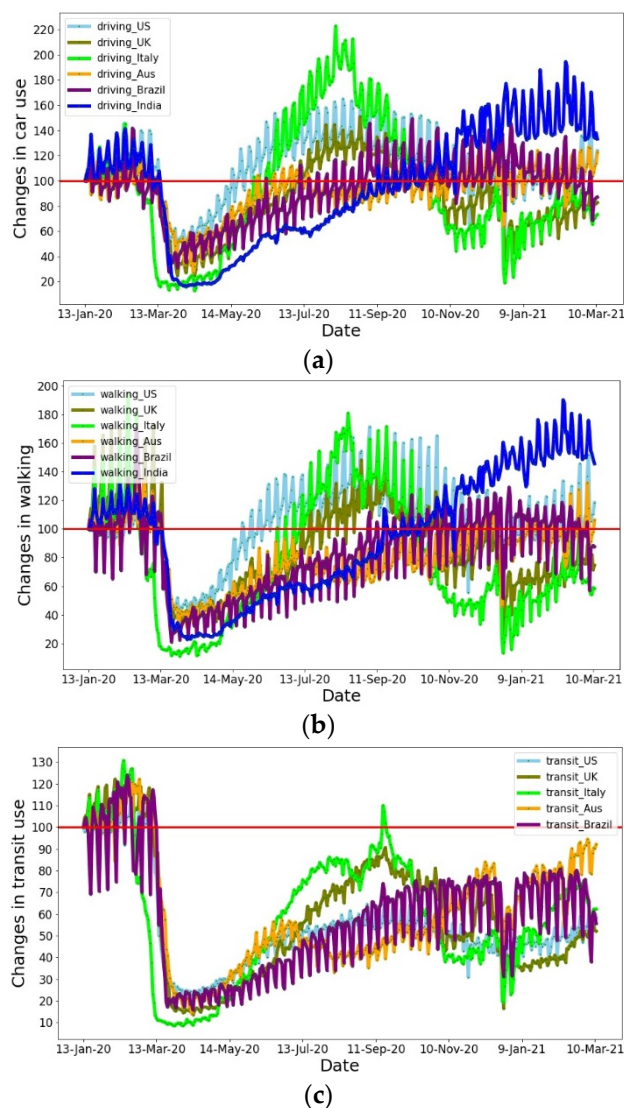 driving_US
driving_UK
driving_Italy
driving_Aus
driving_Brazil
driving_India
Changes in car use
220
200
180
160
140
120
100
80
60
40
20
13-Jan-20 13-Mar-20 14-May-20 13-Jul-20 11-Sep-20 10-Nov-20 9-Jan-21 10-Mar-21
Date
(a)
walking_US
walking_UK
walking_Italy
walking_Aus
walking_Brazil
walking_India
Changes in walking
200
180
160
140
120
100
80
60
40
20
13-Jan-20 13-Mar-20 14-May-20 13-Jul-20 11-Sep-20 10-Nov-20 9-Jan-21 10-Mar-21
Date
(b)
transit_US
transit_UK
transit_Italy
transit_Aus
transit_Brazil
Changes in transit use
130
120
110
100
90
80
70
60
50
40
30
20
10
13-Jan-20 13-Mar-20 14-May-20 13-Jul-20 11-Sep-20 10-Nov-20 9-Jan-21 10-Mar-21
Date
(c)